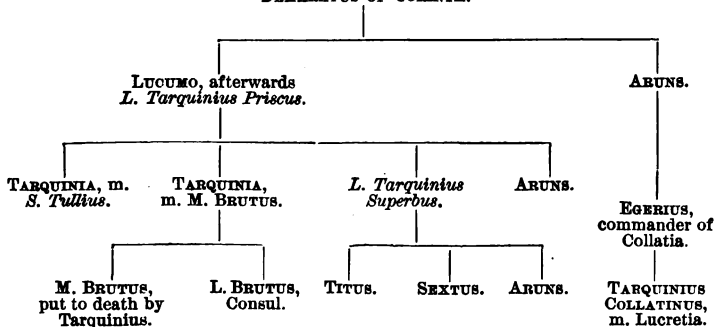 LUCUMO, afterwards
L. Tarquinius Priscus.
ARUNS.
TARQUINIA, m.
S. Tullius.
TARQUINIA,
m. M. BRUTUS.
L. Tarquinius
Superbus.
ARUNS.
EGERIUS,
commander of
Collatia.
M. BRUTUS,
put to death by
Tarquinius.
L. BRUTUS,
Consul.
TITUS.
SEXTUS.
ARUNS.
TARQUINIUS
COLLATINUS,
m. Lucretia.